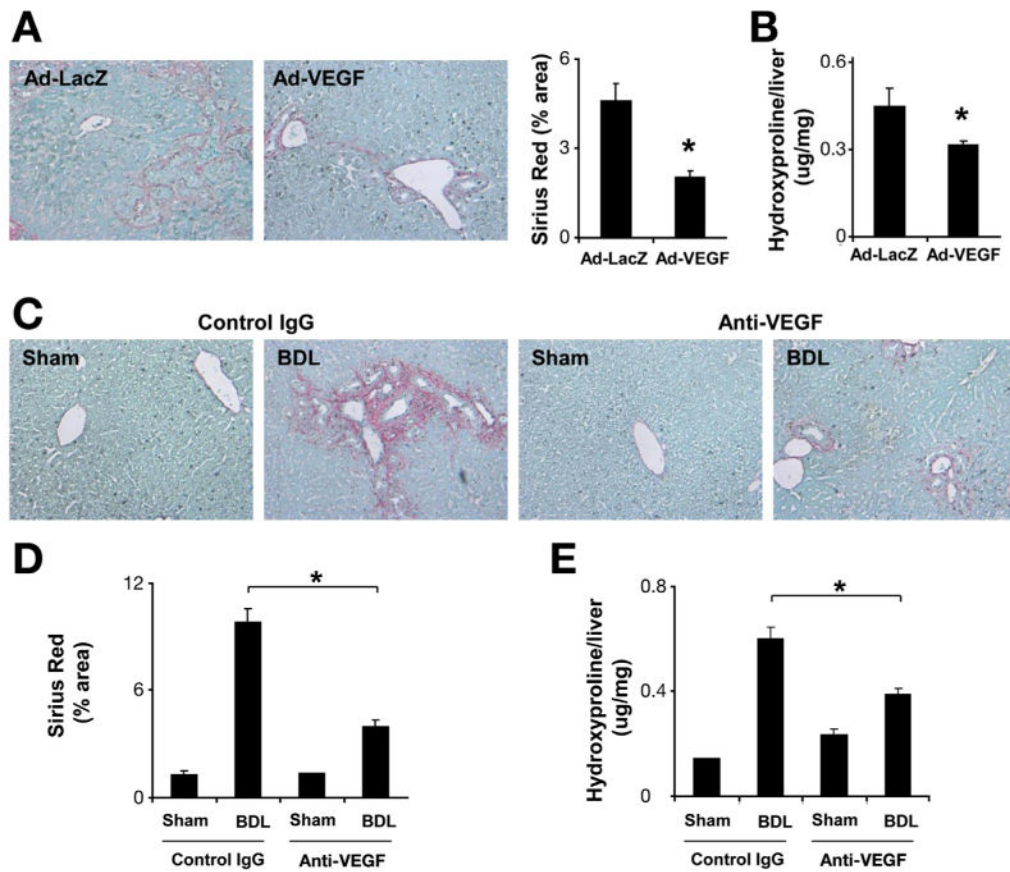 A
Ad-LacZ
Ad-VEGF
Sirius Red (% area)
6
3
0
*
Ad-LacZ Ad-VEGF
B
Hydroxyproline/liver
(ug/mg)
0.6
0.3
0
*
Ad-LacZ Ad-VEGF
C
Control IgG
Anti-VEGF
Sham
BDL
Sham
BDL
D
Sirius Red
(% area)
12
6
0
*
Sham BDL Sham BDL
Control IgG Anti-VEGF
E
Hydroxyproline/liver
(ug/mg)
0.8
0.4
0
*
Sham BDL Sham BDL
Control IgG Anti-VEGF